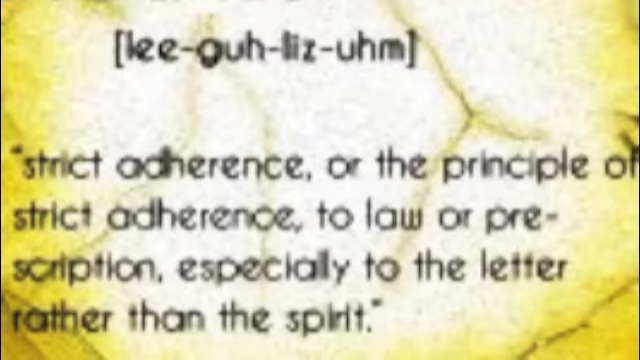 [lee-guh-liz-uhm]
"strict adherence, or the principle of
strict adherence, to law or pre-
scription, especially to the letter
rather than the spirit."